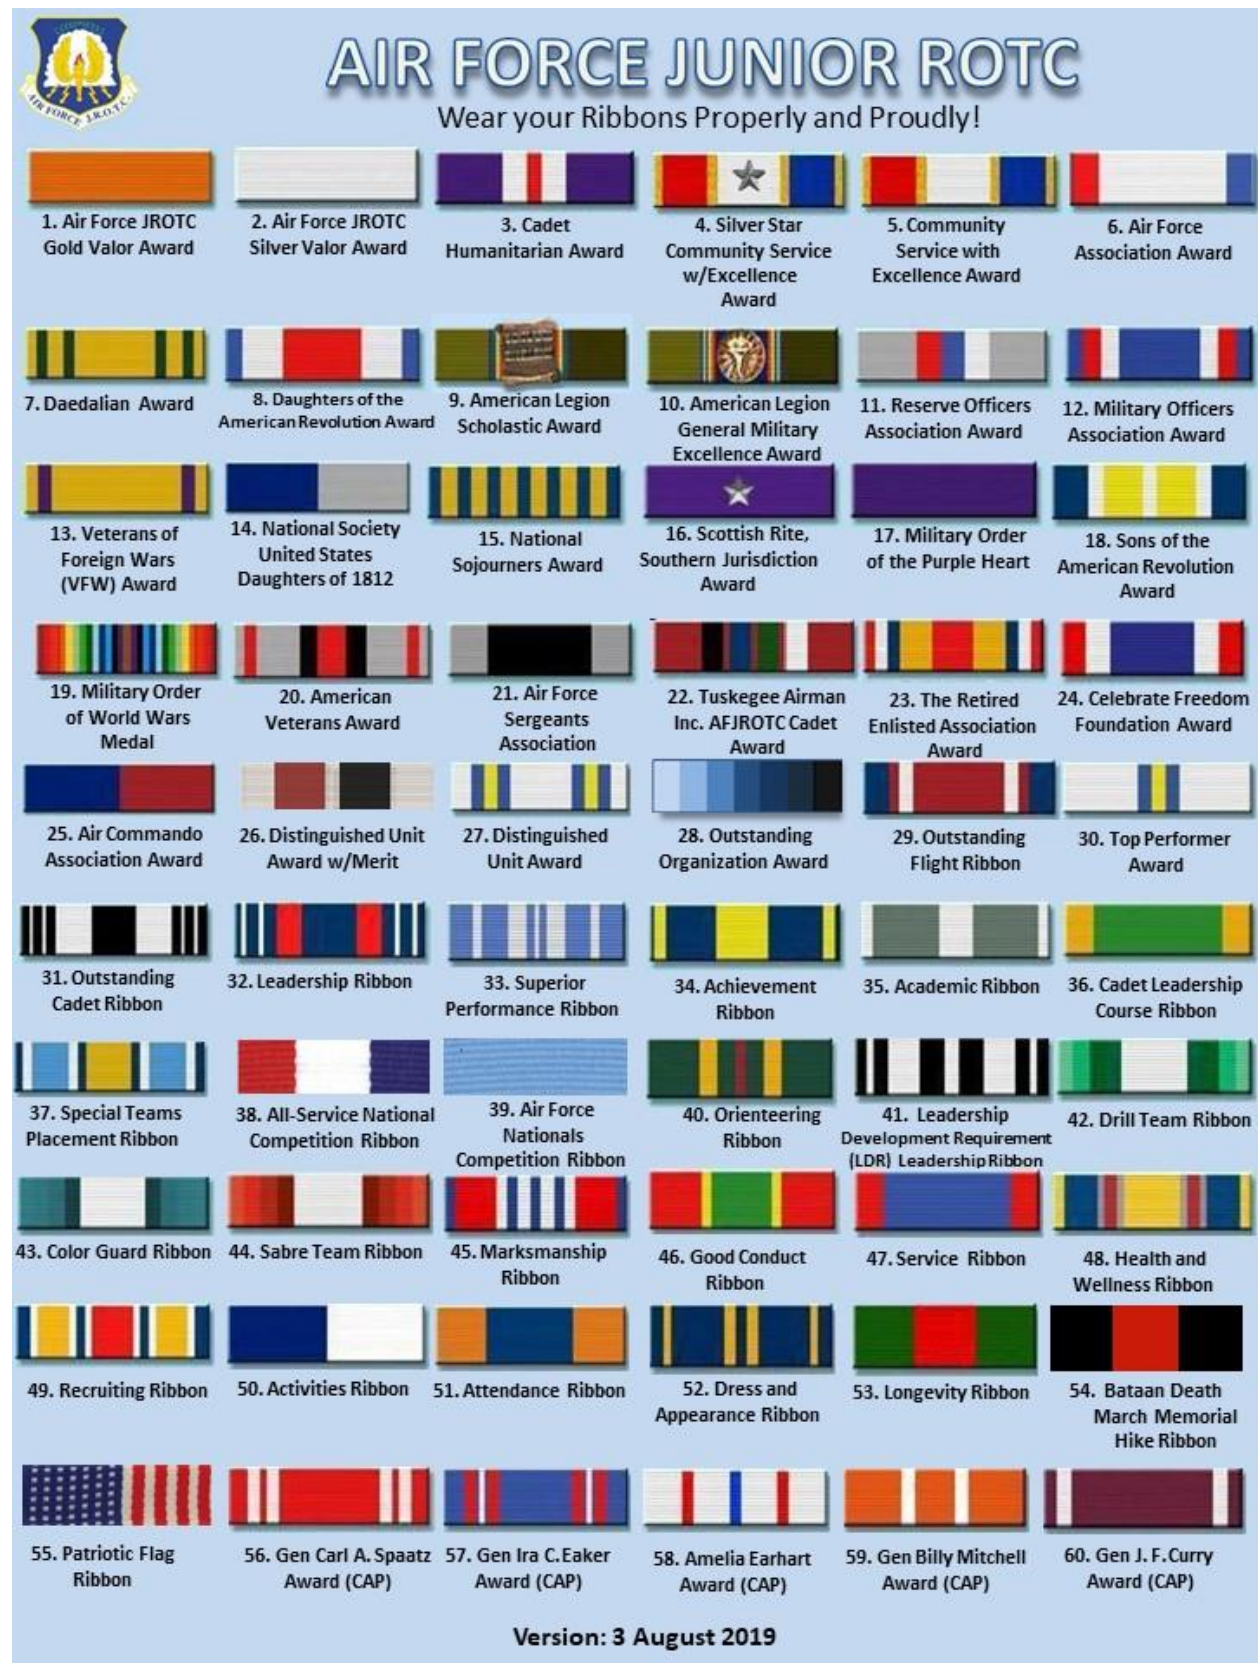 AIR FORCE JUNIOR ROTC
Wear your Ribbons Properly and Proudly!
AIR FORCE J.R.O.T.C.
1. Air Force JROTC
Gold Valor Award
2. Air Force JROTC
Silver Valor Award
3. Cadet
Humanitarian Award
4. Silver Star
Community Service
w/Excellence
Award
5. Community
Service with
Excellence Award
6. Air Force
Association Award
7. Daedalian Award
8. Daughters of the
American Revolution Award
9. American Legion
Scholastic Award
10. American Legion
General Military
Excellence Award
11. Reserve Officers
Association Award
12. Military Officers
Association Award
13. Veterans of
Foreign Wars
(VFW) Award
14. National Society
United States
Daughters of 1812
15. National
Sojourners Award
16. Scottish Rite,
Southern Jurisdiction
Award
17. Military Order
of the Purple Heart
18. Sons of the
American Revolution
Award
19. Military Order
of World Wars
Medal
20. American
Veterans Award
21. Air Force
Sergeants
Association
22. Tuskegee Airman
Inc. AFJROTC Cadet
Award
23. The Retired
Enlisted Association
Award
24. Celebrate Freedom
Foundation Award
25. Air Commando
Association Award
26. Distinguished Unit
Award w/Merit
27. Distinguished
Unit Award
28. Outstanding
Organization Award
29. Outstanding
Flight Ribbon
30. Top Performer
Award
31. Outstanding
Cadet Ribbon
32. Leadership Ribbon
33. Superior
Performance Ribbon
34. Achievement
Ribbon
35. Academic Ribbon
36. Cadet Leadership
Course Ribbon
37. Special Teams
Placement Ribbon
38. All-Service National
Competition Ribbon
39. Air Force
Nationals
Competition Ribbon
40. Orienteering
Ribbon
41. Leadership
Development Requirement
(LDR) Leadership Ribbon
42. Drill Team Ribbon
43. Color Guard Ribbon
44. Sabre Team Ribbon
45. Marksmanship
Ribbon
46. Good Conduct
Ribbon
47. Service Ribbon
48. Health and
Wellness Ribbon
49. Recruiting Ribbon
50. Activities Ribbon
51. Attendance Ribbon
52. Dress and
Appearance Ribbon
53. Longevity Ribbon
54. Bataan Death
March Memorial
Hike Ribbon
55. Patriotic Flag
Ribbon
56. Gen Carl A. Spaatz
Award (CAP)
57. Gen Ira C. Eaker
Award (CAP)
58. Amelia Earhart
Award (CAP)
59. Gen Billy Mitchell
Award (CAP)
60. Gen J. F. Curry
Award (CAP)
Version: 3 August 2019